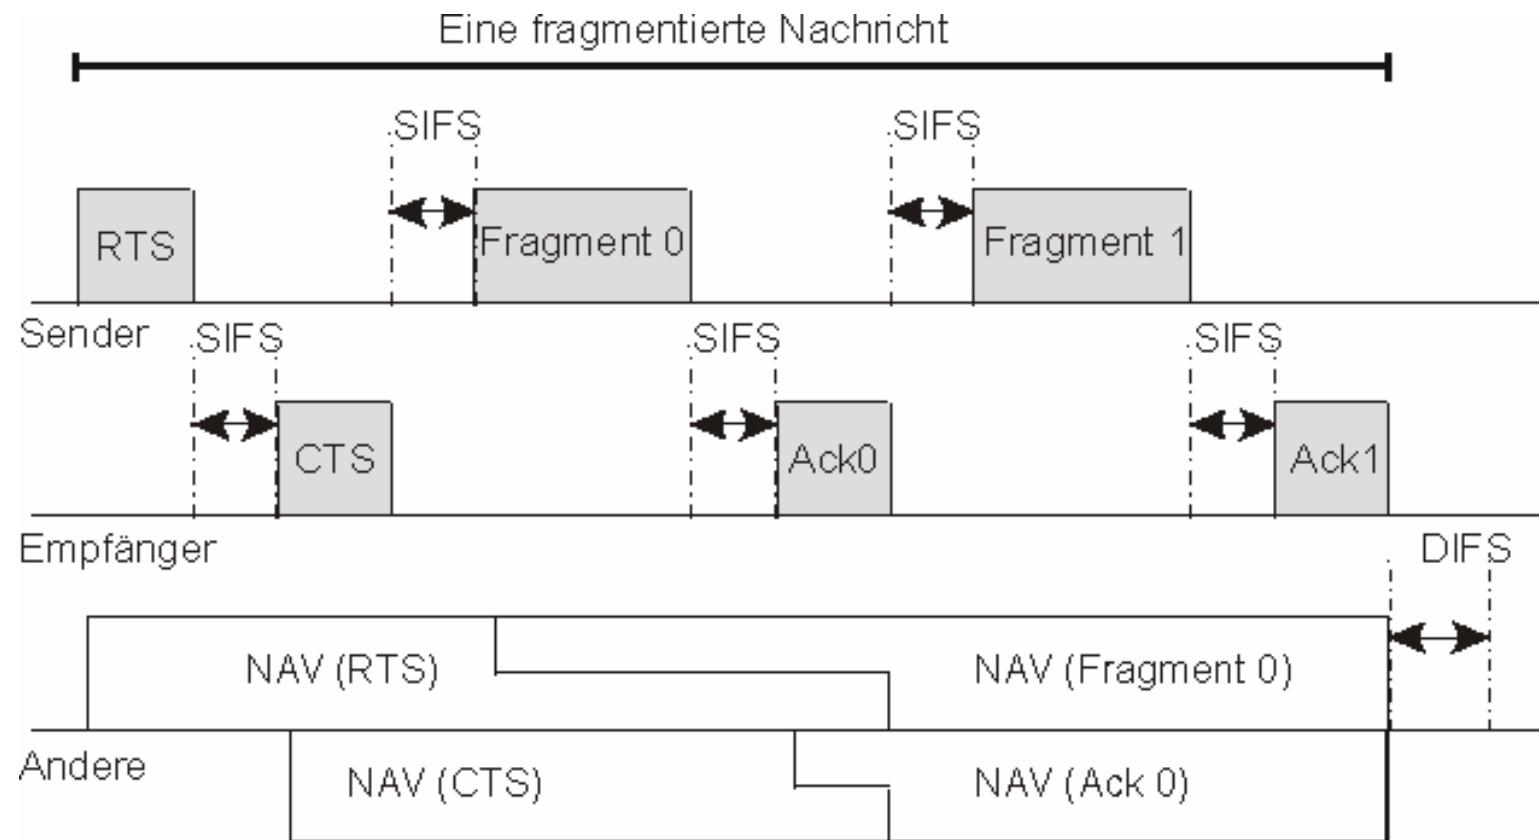 Eine fragmentierte Nachricht
SIFS SIFS
RTS Fragment 0 Fragment 1
Sender
SIFS SIFS SIFS
CTS Ack0 Ack1
Empfänger
DIFS
NAV (RTS) NAV (Fragment 0)
Andere
NAV (CTS) NAV (Ack 0)